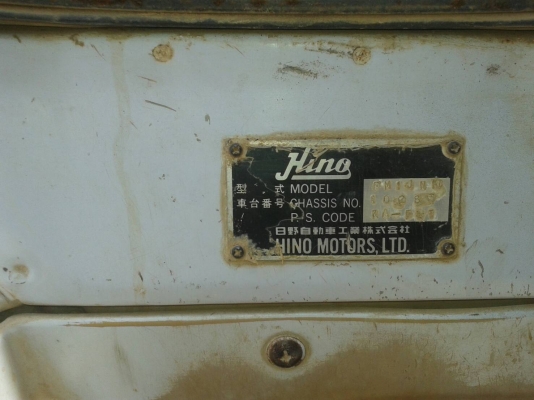 Hino
型 式 MODEL
車台番号 CHASSIS NO.
P.S. CODE
日野自動車工業株式会社
HINO MOTORS, LTD.